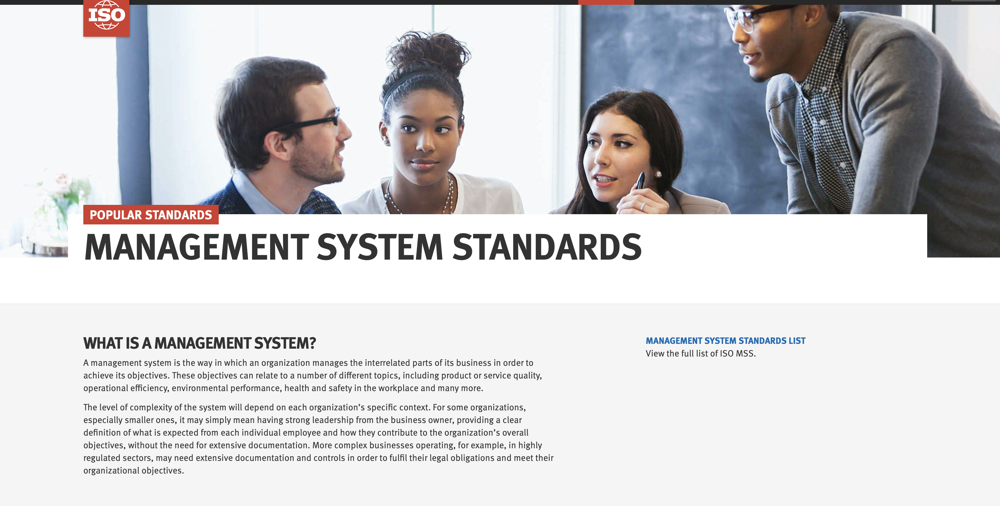 ISO
POPULAR STANDARDS
MANAGEMENT SYSTEM STANDARDS
WHAT IS A MANAGEMENT SYSTEM?
A management system is the way in which an organization manages the interrelated parts of its business in order to
achieve its objectives. These objectives can relate to a number of different topics, including product or service quality,
operational efficiency, environmental performance, health and safety in the workplace and many more.
The level of complexity of the system will depend on each organization’s specific context. For some organizations,
especially smaller ones, it may simply mean having strong leadership from the business owner, providing a clear
definition of what is expected from each individual employee and how they contribute to the organization’s overall
objectives, without the need for extensive documentation. More complex businesses operating, for example, in highly
regulated sectors, may need extensive documentation and controls in order to fulfil their legal obligations and meet their
organizational objectives.
MANAGEMENT SYSTEM STANDARDS LIST
View the full list of ISO MSS.